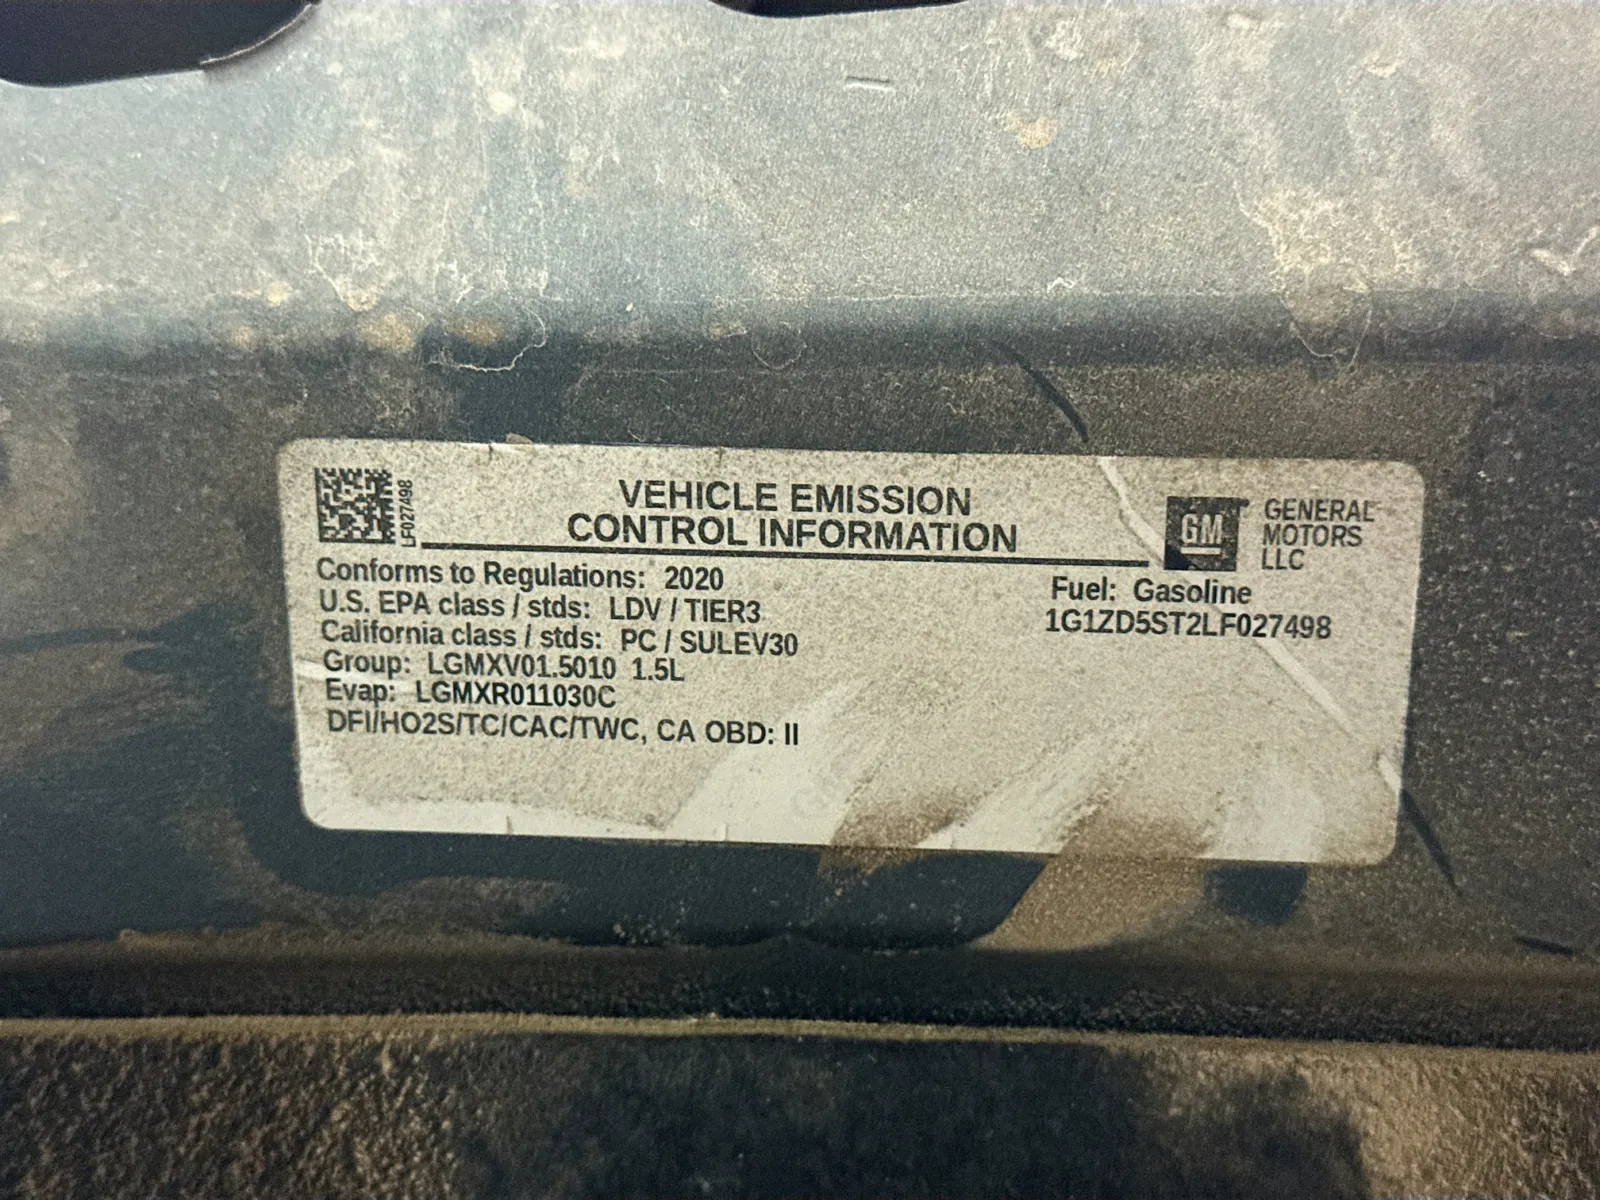 LF027498
VEHICLE EMISSION
CONTROL INFORMATION
GM
GENERAL
MOTORS
LLC
Conforms to Regulations: 2020
U.S. EPA class / stds: LDV / TIER3
California class / stds: PC / SULEV30
Group: LGMXV01.5010 1.5L
Evap: LGMXR011030C
DFI/HO2S/TC/CAC/TWC, CA OBD: II
Fuel: Gasoline
1G1ZD5ST2LF027498